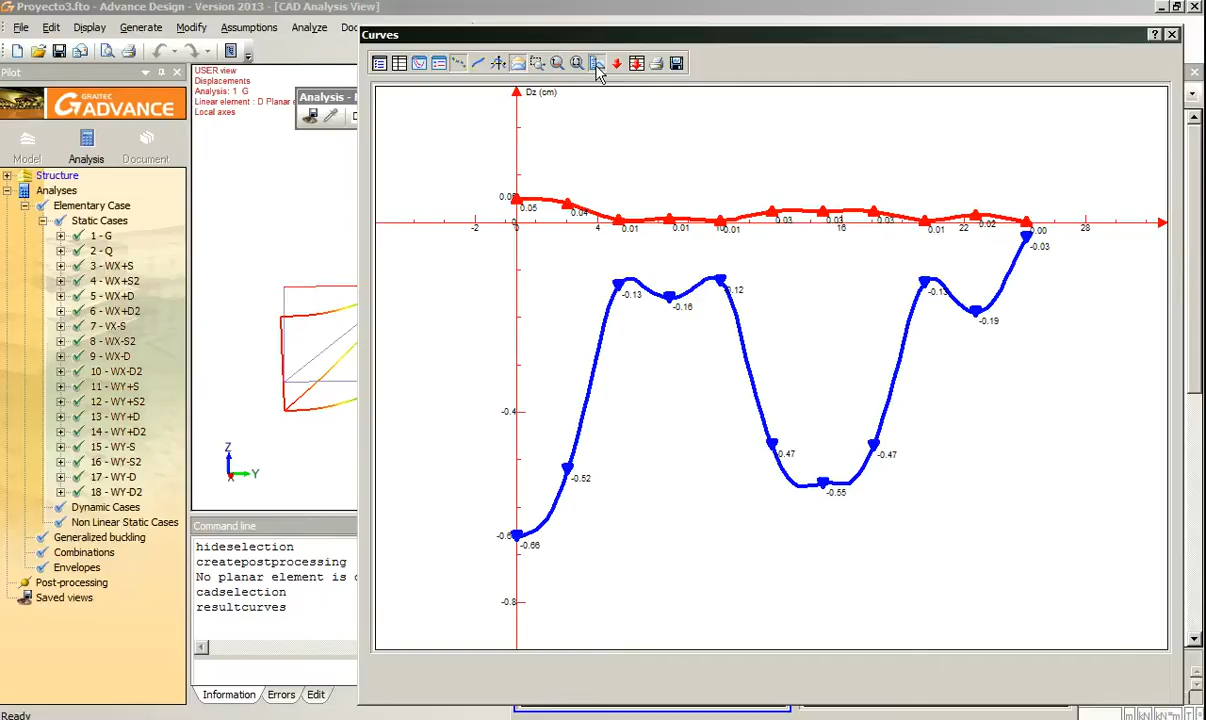 Proyecto3.fto - Advance Design - Version 2013 - [CAD Analysis View]
File Edit Display Generate Modify Assumptions Analyze
Curves
Pilot
GRAITEC
ADVANCE
Model Analysis Document
Structure
Analyses
Elementary Case
Static Cases
1 - G
2 - Q
3 - WX+S
4 - WX+S2
5 - WX+D
6 - WX+D2
7 - VX-S
8 - WX-S2
9 - WX-D
10 - WX-D2
11 - WY+S
12 - WY+S2
13 - WY+D
14 - WY+D2
15 - WY-S
16 - WY-S2
17 - WY-D
18 - WY-D2
Dynamic Cases
Non Linear Static Cases
Generalized buckling
Combinations
Envelopes
Post-processing
Saved views
USER view
Displacements
Analysis: 1 G
Linear element : D Planar
Local axes
Analysis -
Z
Y
X
Command line
hideselection
createpostprocessing
No planar element is
cadselection
resultcurves
Information Errors Edit
Dz (cm)
0.05 0.04 0.01 0.01 0.01 0.03 0.03 0.03 0.01 0.02 0.00
-2 0 4 10 16 22 28
-0.03
-0.13 -0.16 -0.12 -0.13 -0.19
-0.4
-0.52 -0.47 -0.55 -0.47
-0.66
-0.8
Ready